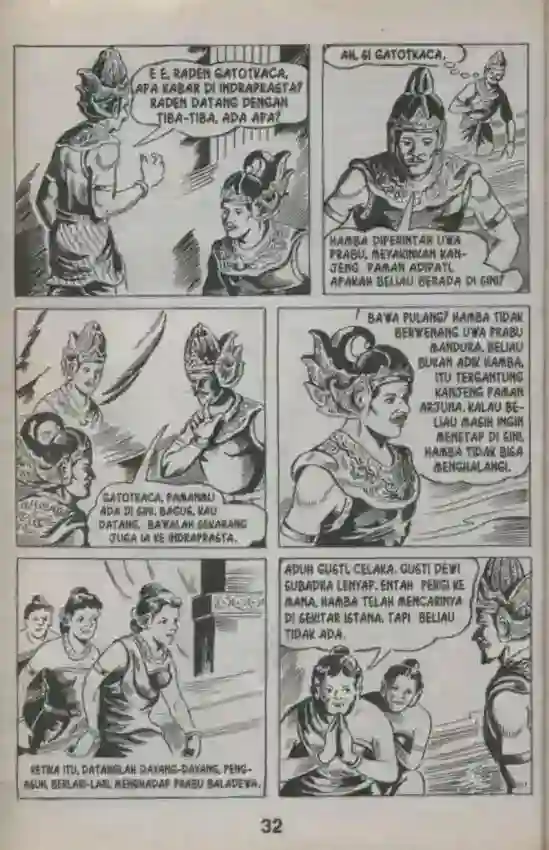 E E, RADEN GATOTKACA,
APA KABAR DI INDRAPRASTA?
RADEN DATANG DENGAN
TIBA-TIBA, ADA APA?
AH, SI GATOTKACA,
HAMBA DIPERINTAH UWA
PRABU, MEYAKINKAN KAN-
JENG PAMAN ADIPATI,
APAKAH BELIAU BERADA DI SINI?
GATOTKACA, PAMANMU
ADA DI SINI. BAGUS, KAU
DATANG. BAWALAH SEKARANG
JUGA IA KE INDRAPRASTA.
BAWA PULANG? HAMBA TIDAK
BERWENANG UWA PRABU
MANDURA. BELIAU
BUKAN ADIK HAMBA,
ITU TERGANTUNG
KANJENG PAMAN
ARJUNA. KALAU BE-
LIAU MASIH INGIN
MENETAP DI SINI,
HAMBA TIDAK BISA
MENGHALANGI.
KETIKA ITU, DATANGLAH DAYANG-DAYANG, PENG-
ASUH, BERLARI-LARI, MENGHADAP PRABU BALADEWA.
ADUH GUSTI, CELAKA. GUSTI DEWI
SUBADRA LENYAP. ENTAH PERGI KE
MANA. HAMBA TELAH MENCARINYA
DI SEKITAR ISTANA. TAPI BELIAU
TIDAK ADA.
32